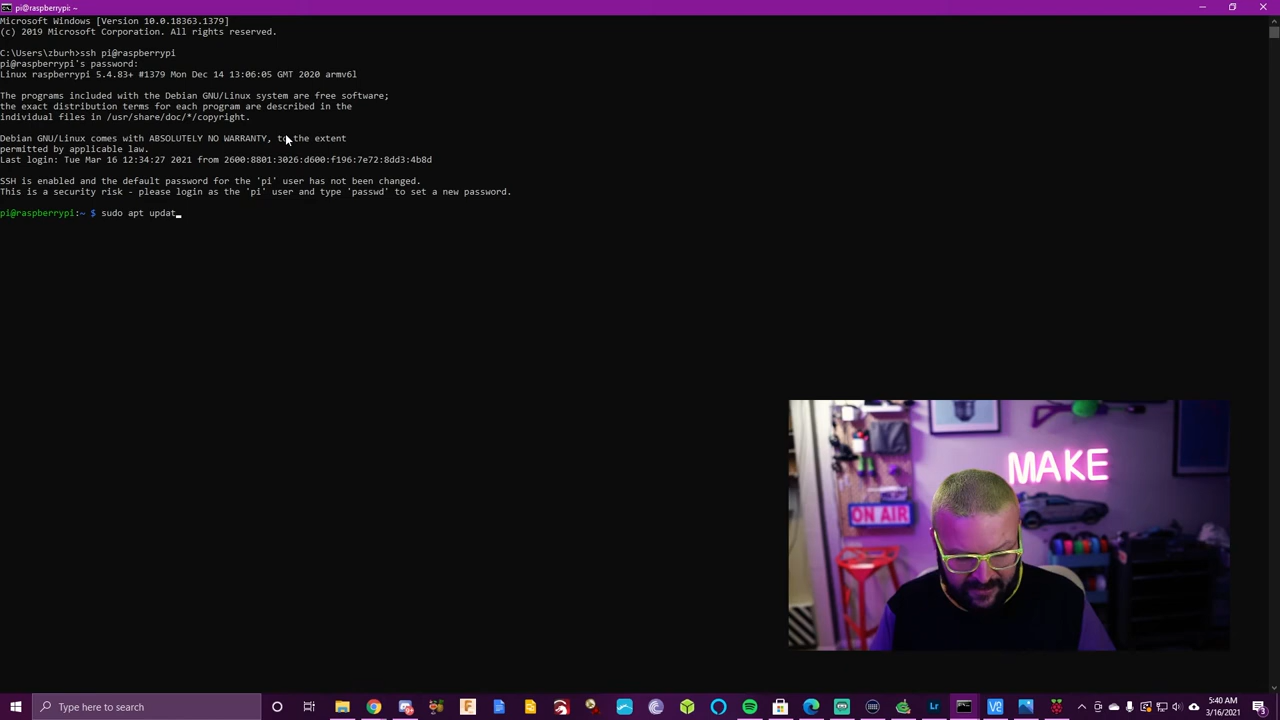 pi@raspberrypi: ~
Microsoft Windows [Version 10.0.18363.1379]
(c) 2019 Microsoft Corporation. All rights reserved.
C:\Users\zburh>ssh pi@raspberrypi
pi@raspberrypi's password:
Linux raspberrypi 5.4.83+ #1379 Mon Dec 14 13:06:05 GMT 2020 armv6l
The programs included with the Debian GNU/Linux system are free software;
the exact distribution terms for each program are described in the
individual files in /usr/share/doc/*/copyright.
Debian GNU/Linux comes with ABSOLUTELY NO WARRANTY, to the extent
permitted by applicable law.
Last login: Tue Mar 16 12:34:27 2021 from 2600:8801:3026:d600:f196:7e72:8dd3:4b8d
SSH is enabled and the default password for the 'pi' user has not been changed.
This is a security risk - please login as the 'pi' user and type 'passwd' to set a new password.
pi@raspberrypi:~ $ sudo apt updat_
MAKE
ON AIR
Type here to search
5:40 AM
3/16/2021